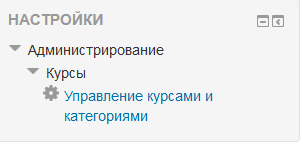 НАСТРОЙКИ
Администрирование
Курсы
Управление курсами и
категориями